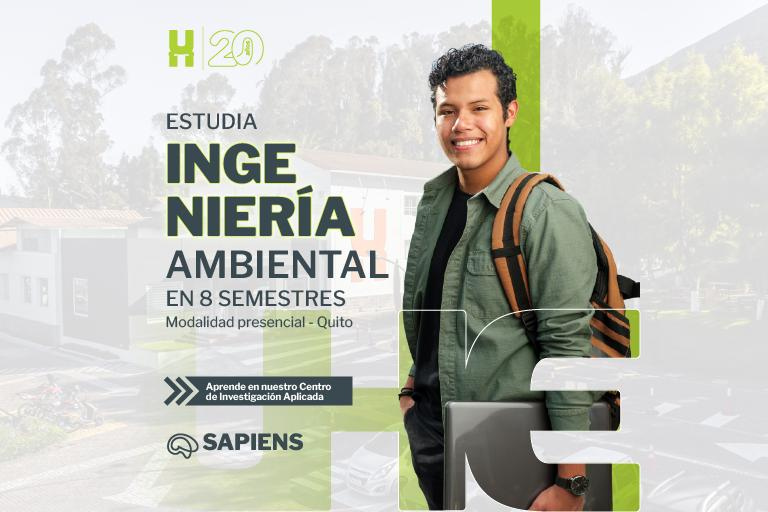 20 años
ESTUDIA
INGE
NIERÍA
AMBIENTAL
EN 8 SEMESTRES
Modalidad presencial - Quito
Aprende en nuestro Centro
de Investigación Aplicada
SAPIENS